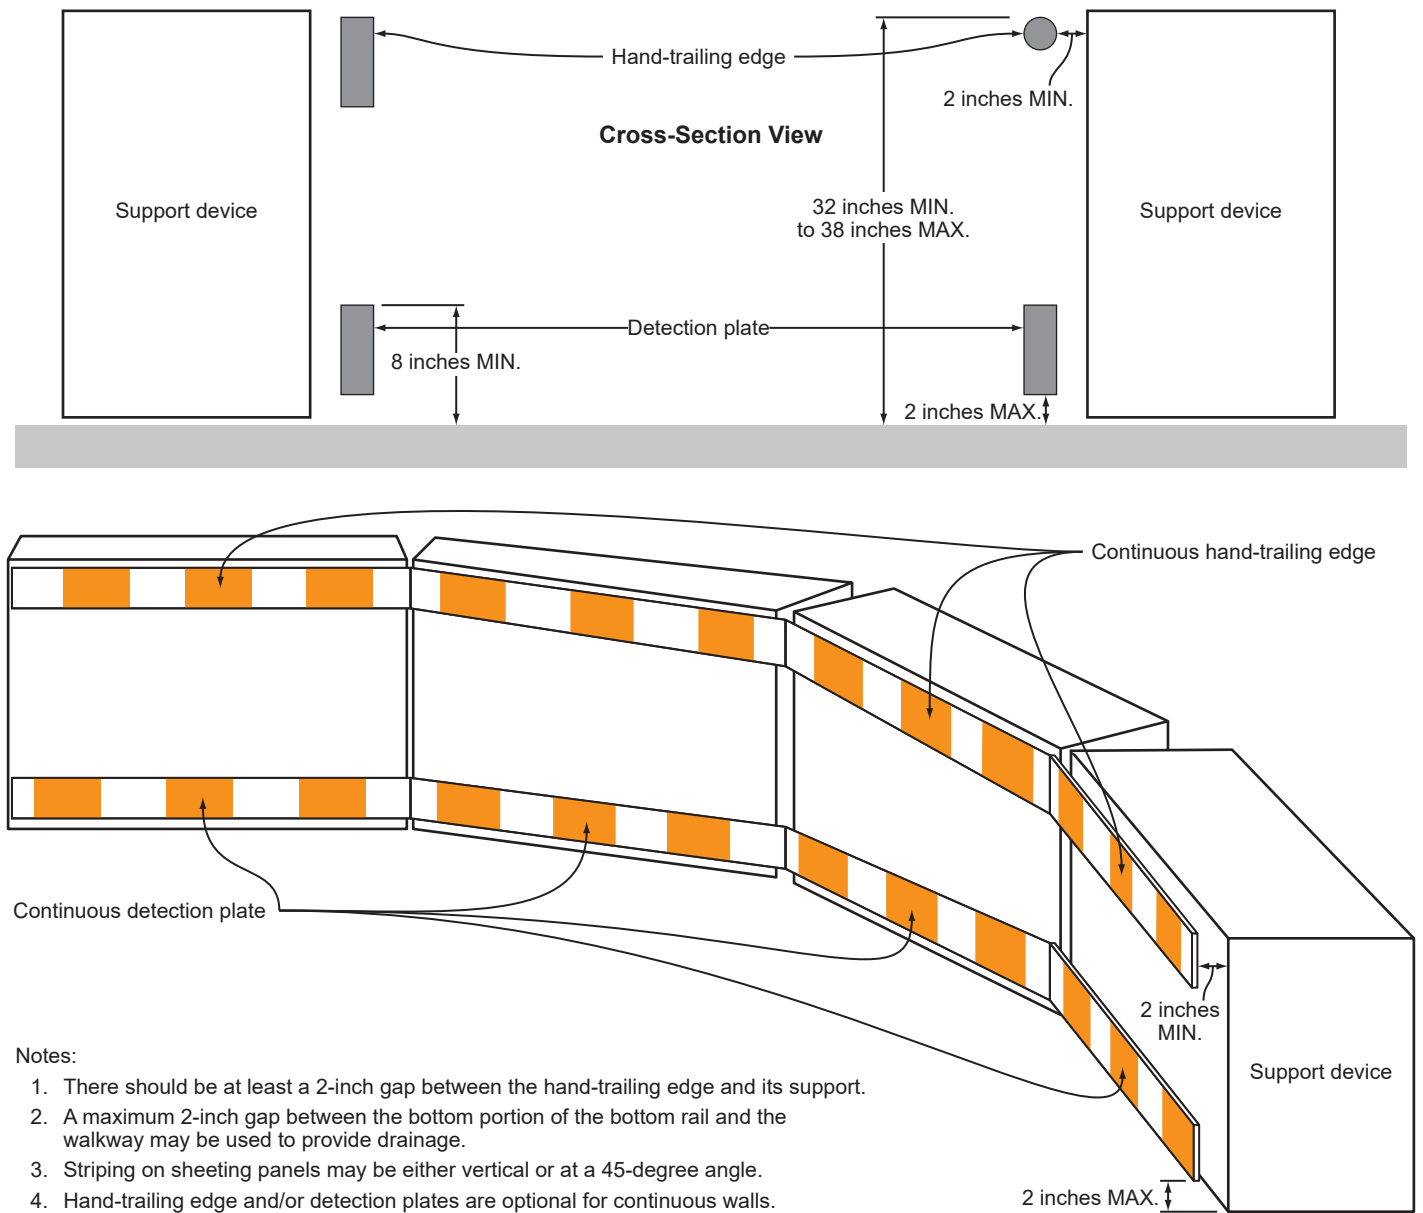 Hand-trailing edge
2 inches MIN.
Cross-Section View
Support device
32 inches MIN.
to 38 inches MAX.
Support device
Detection plate
8 inches MIN.
2 inches MAX.
Continuous hand-trailing edge
Continuous detection plate
2 inches
MIN.
Support device
2 inches MAX.
Notes:
1. There should be at least a 2-inch gap between the hand-trailing edge and its support.
2. A maximum 2-inch gap between the bottom portion of the bottom rail and the
walkway may be used to provide drainage.
3. Striping on sheeting panels may be either vertical or at a 45-degree angle.
4. Hand-trailing edge and/or detection plates are optional for continuous walls.